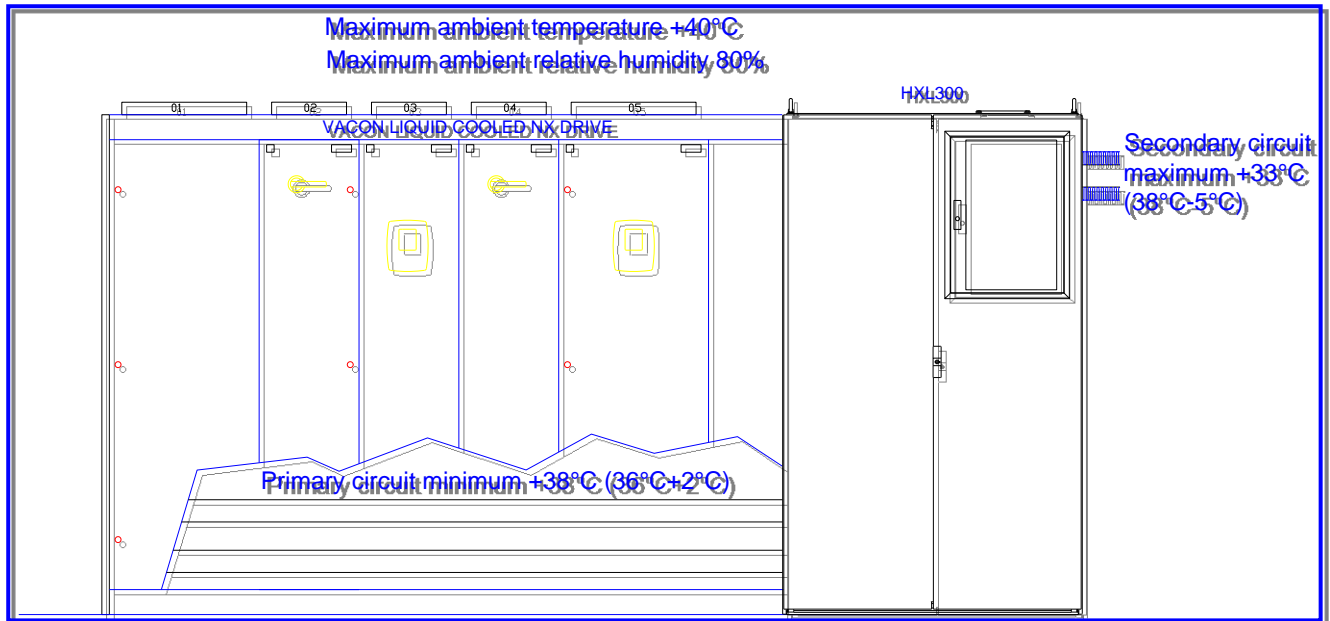 Maximum ambient temperature +40°C
Maximum ambient relative humidity 80%
HXL300
01 02 03 04 05
VACON LIQUID COOLED NX DRIVE
Secondary circuit
maximum +33°C
(38°C-5°C)
Primary circuit minimum +38°C (36°C+2°C)